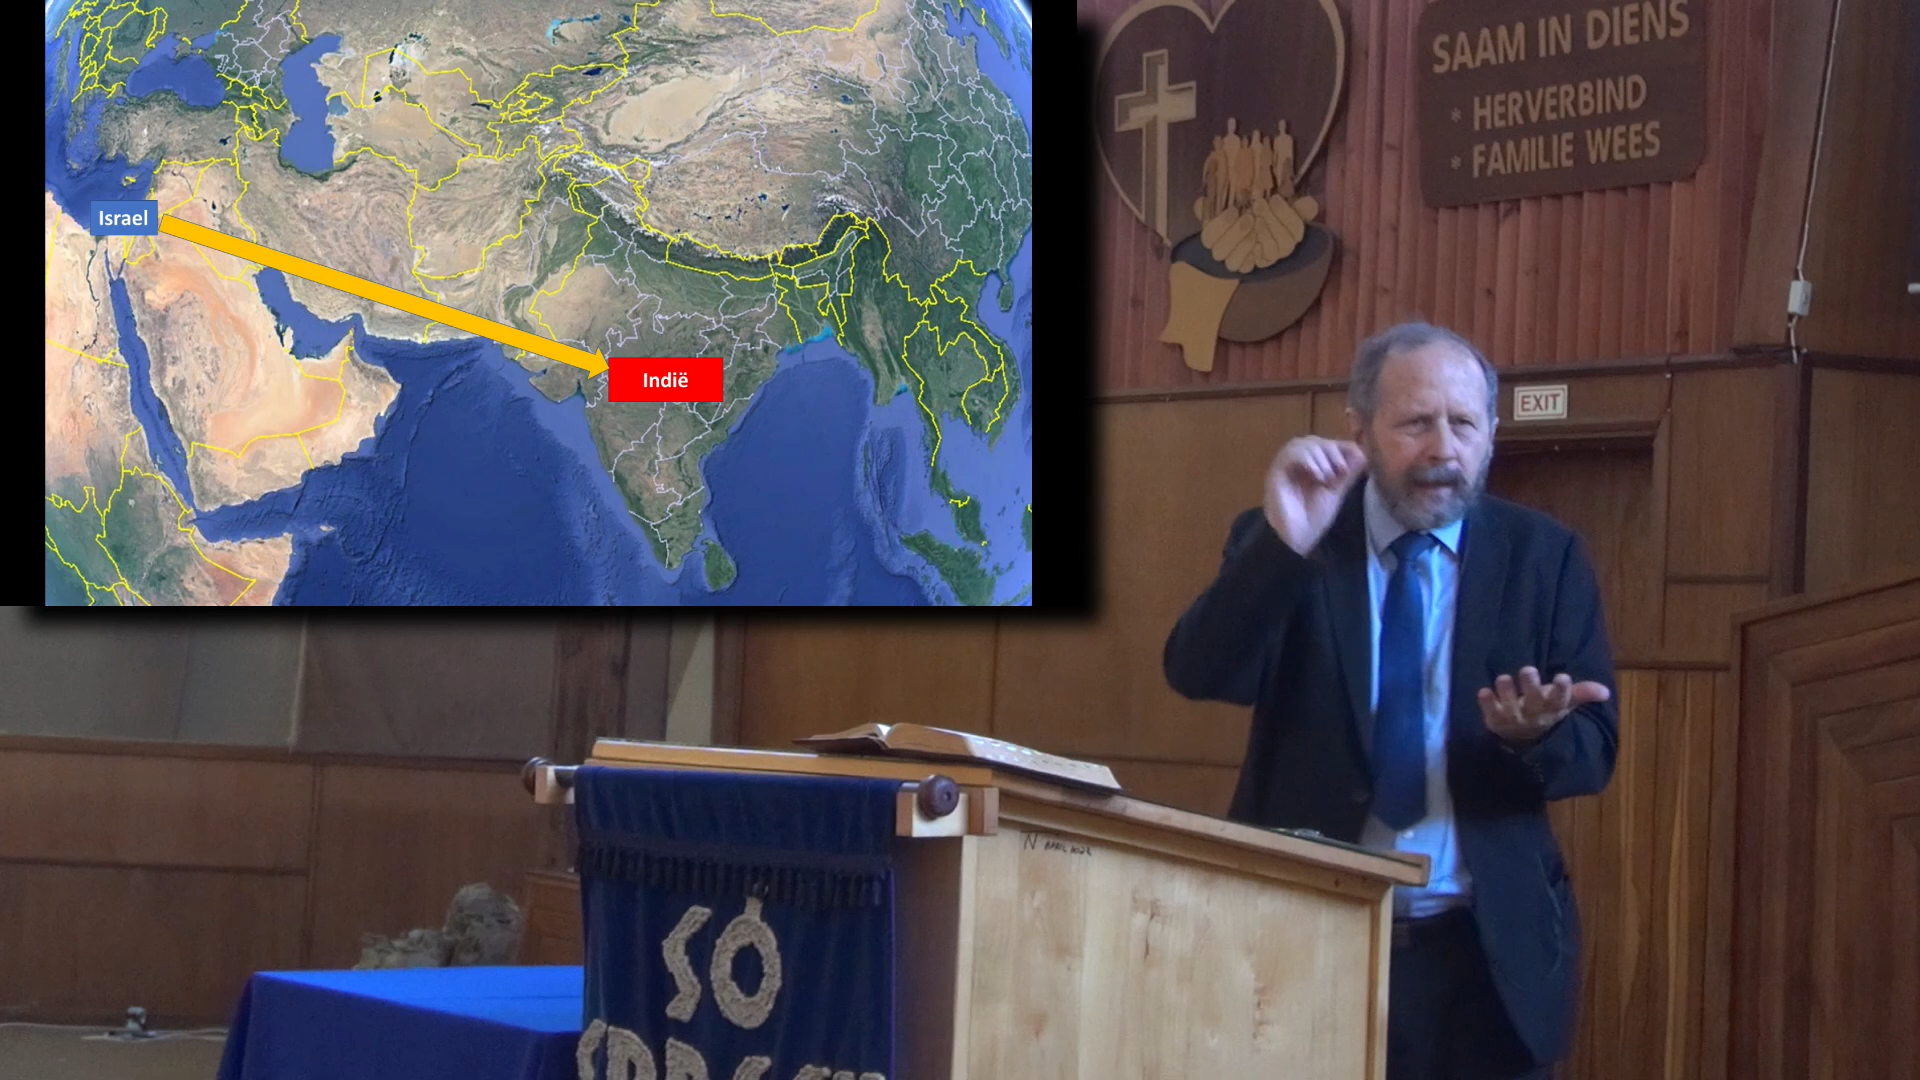 Israel
Indië
SAAM IN DIENS
* HERVERBIND
* FAMILIE WEES
EXIT
SÓ